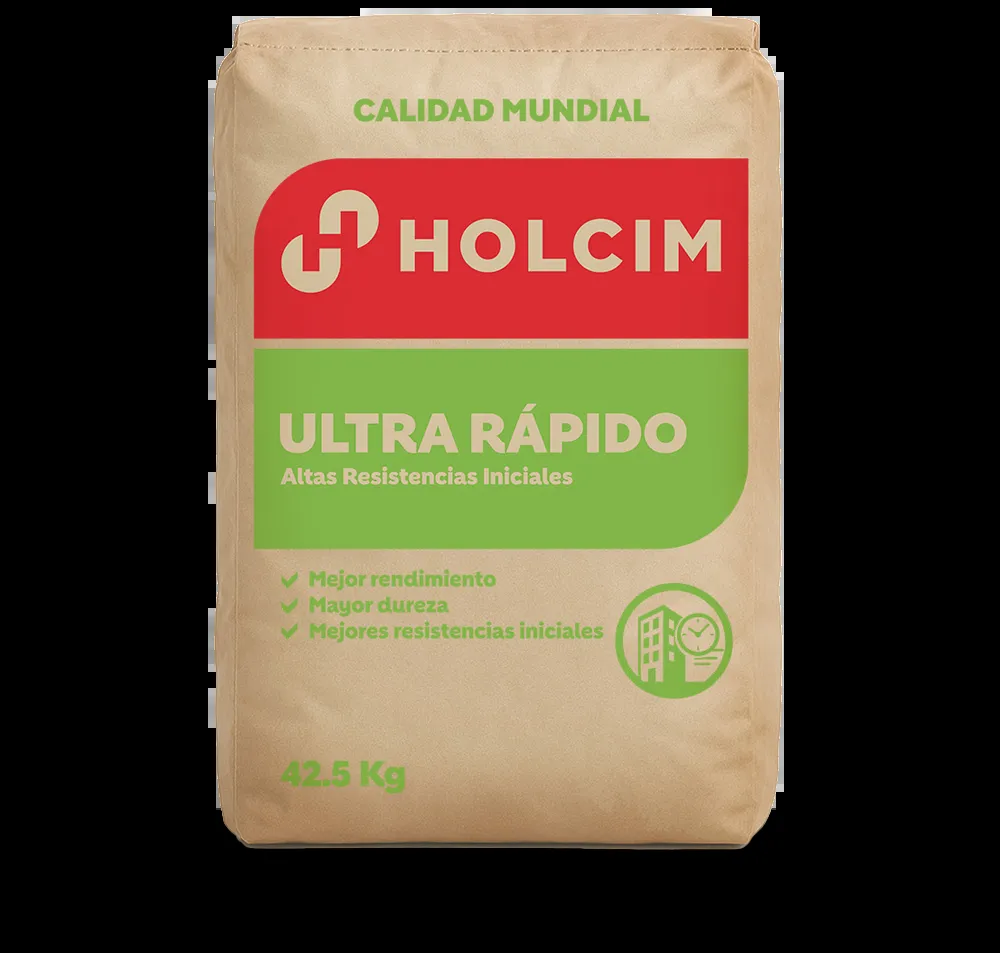 CALIDAD MUNDIAL
HOLCIM
ULTRA RÁPIDO
Altas Resistencias Iniciales
Mejor rendimiento
Mayor dureza
Mejores resistencias iniciales
42.5 Kg